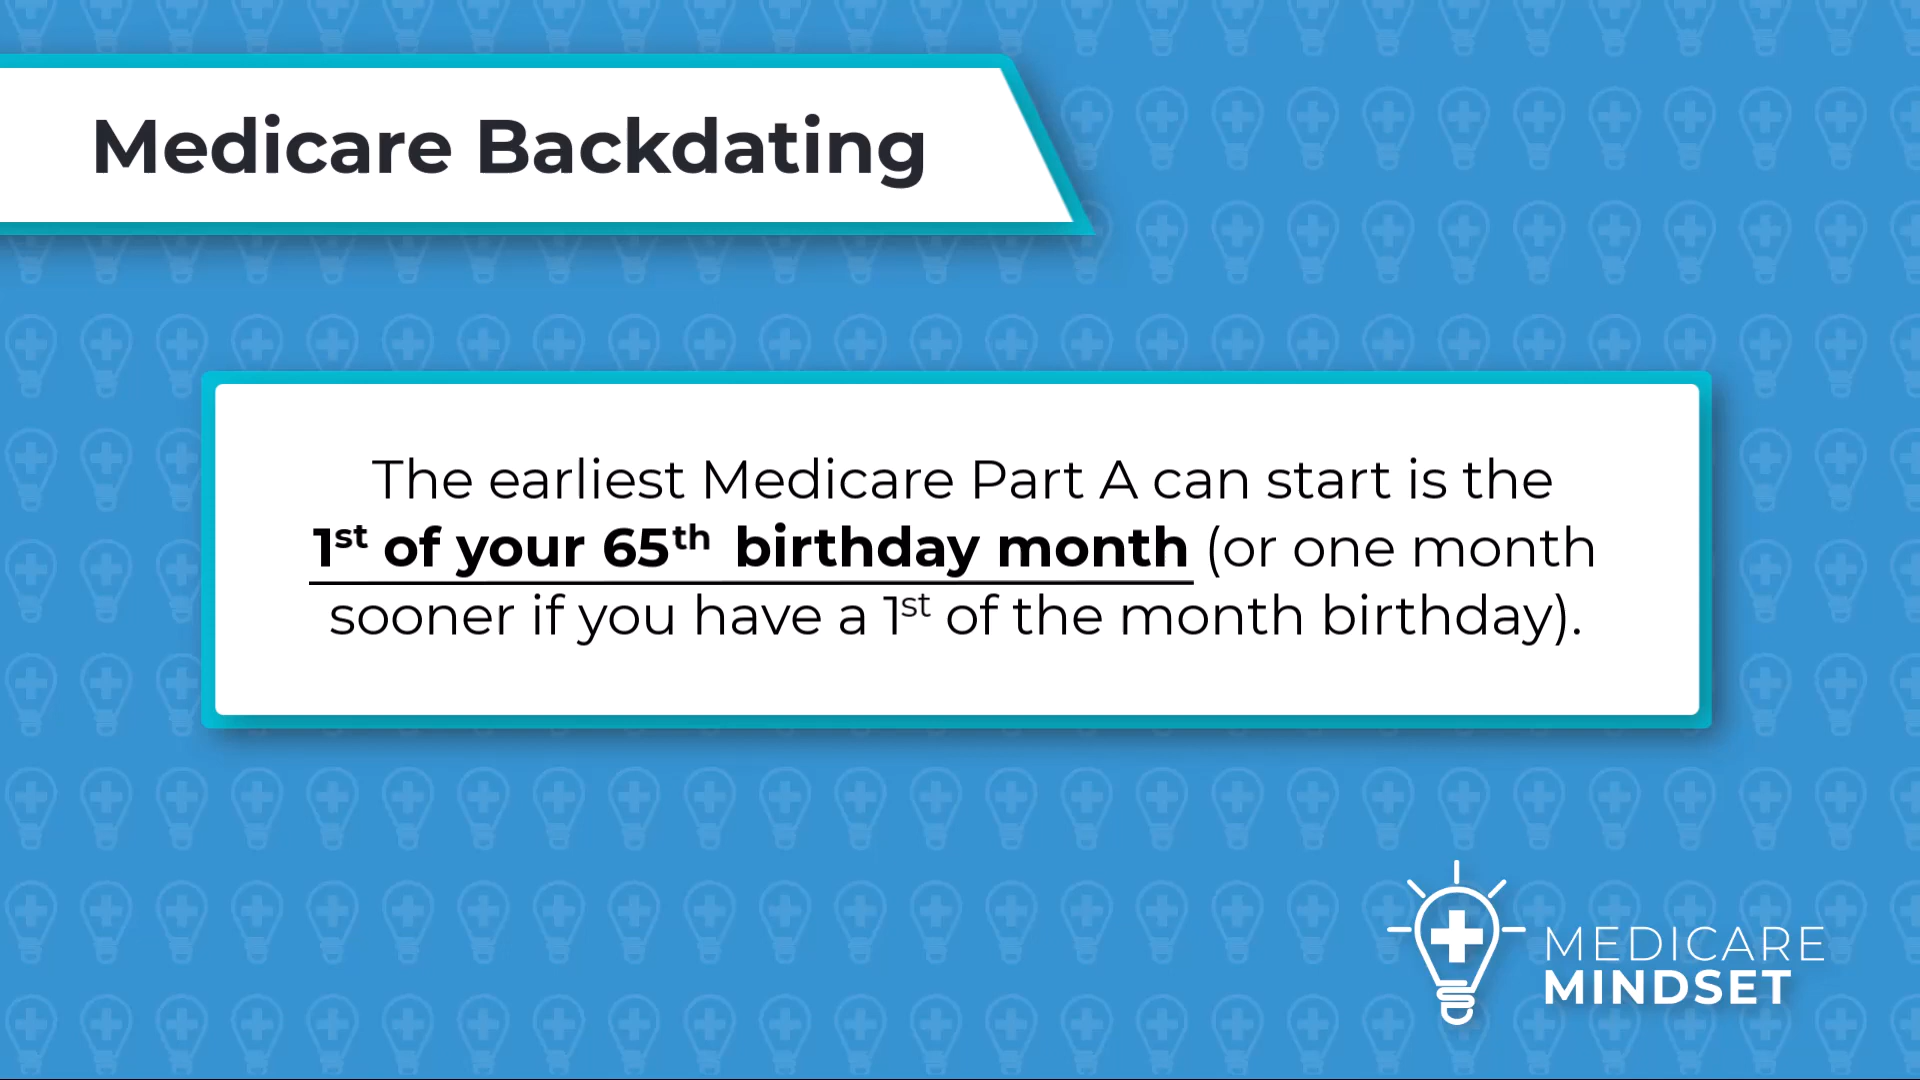 Medicare Backdating
The earliest Medicare Part A can start is the
1st of your 65th birthday month (or one month
sooner if you have a 1st of the month birthday).
MEDICARE
MINDSET